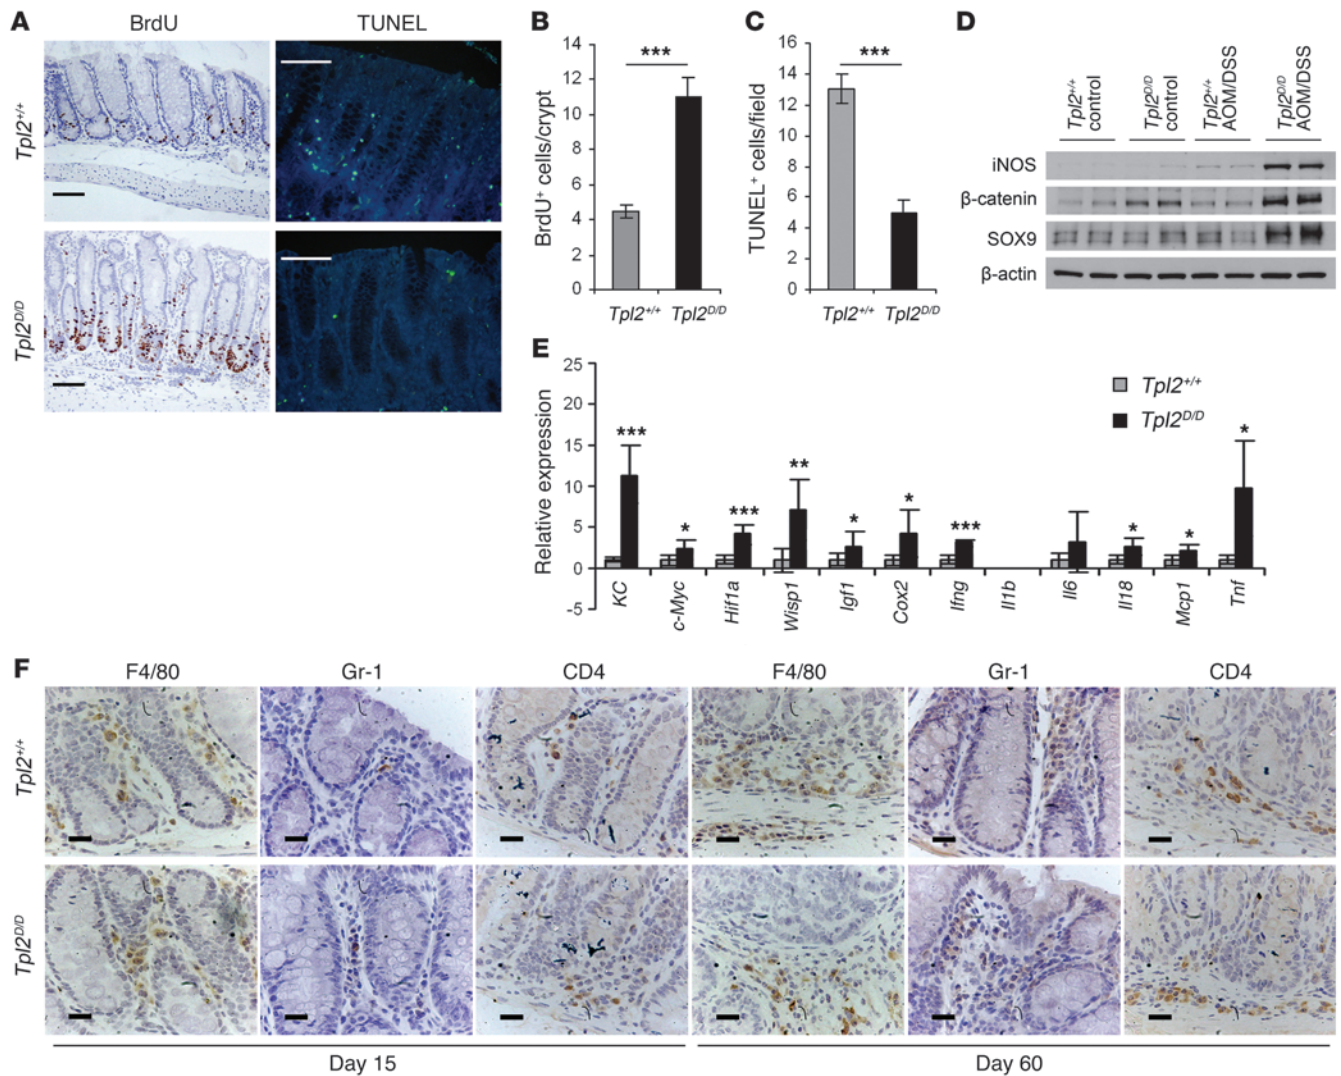 A
BrdU
TUNEL
Tpl2+/+
Tpl2D/D
B
BrdU+ cells/crypt
14
12
10
8
6
4
2
0
***
Tpl2+/+
Tpl2D/D
C
TUNEL+ cells/field
16
14
12
10
8
6
4
2
0
***
Tpl2+/+
Tpl2D/D
D
Tpl2+/+ control
Tpl2D/D control
Tpl2+/+ AOM/DSS
Tpl2D/D AOM/DSS
iNOS
β-catenin
SOX9
β-actin
E
Relative expression
25
20
15
10
5
0
-5
Tpl2+/+
Tpl2D/D
***
*
***
**
*
*
***
*
*
*
KC
c-Myc
Hif1a
Wisp1
Igf1
Cox2
Ifng
Il1b
Il6
Il18
Mcp1
Tnf
F
F4/80
Gr-1
CD4
F4/80
Gr-1
CD4
Tpl2+/+
Tpl2D/D
Day 15
Day 60